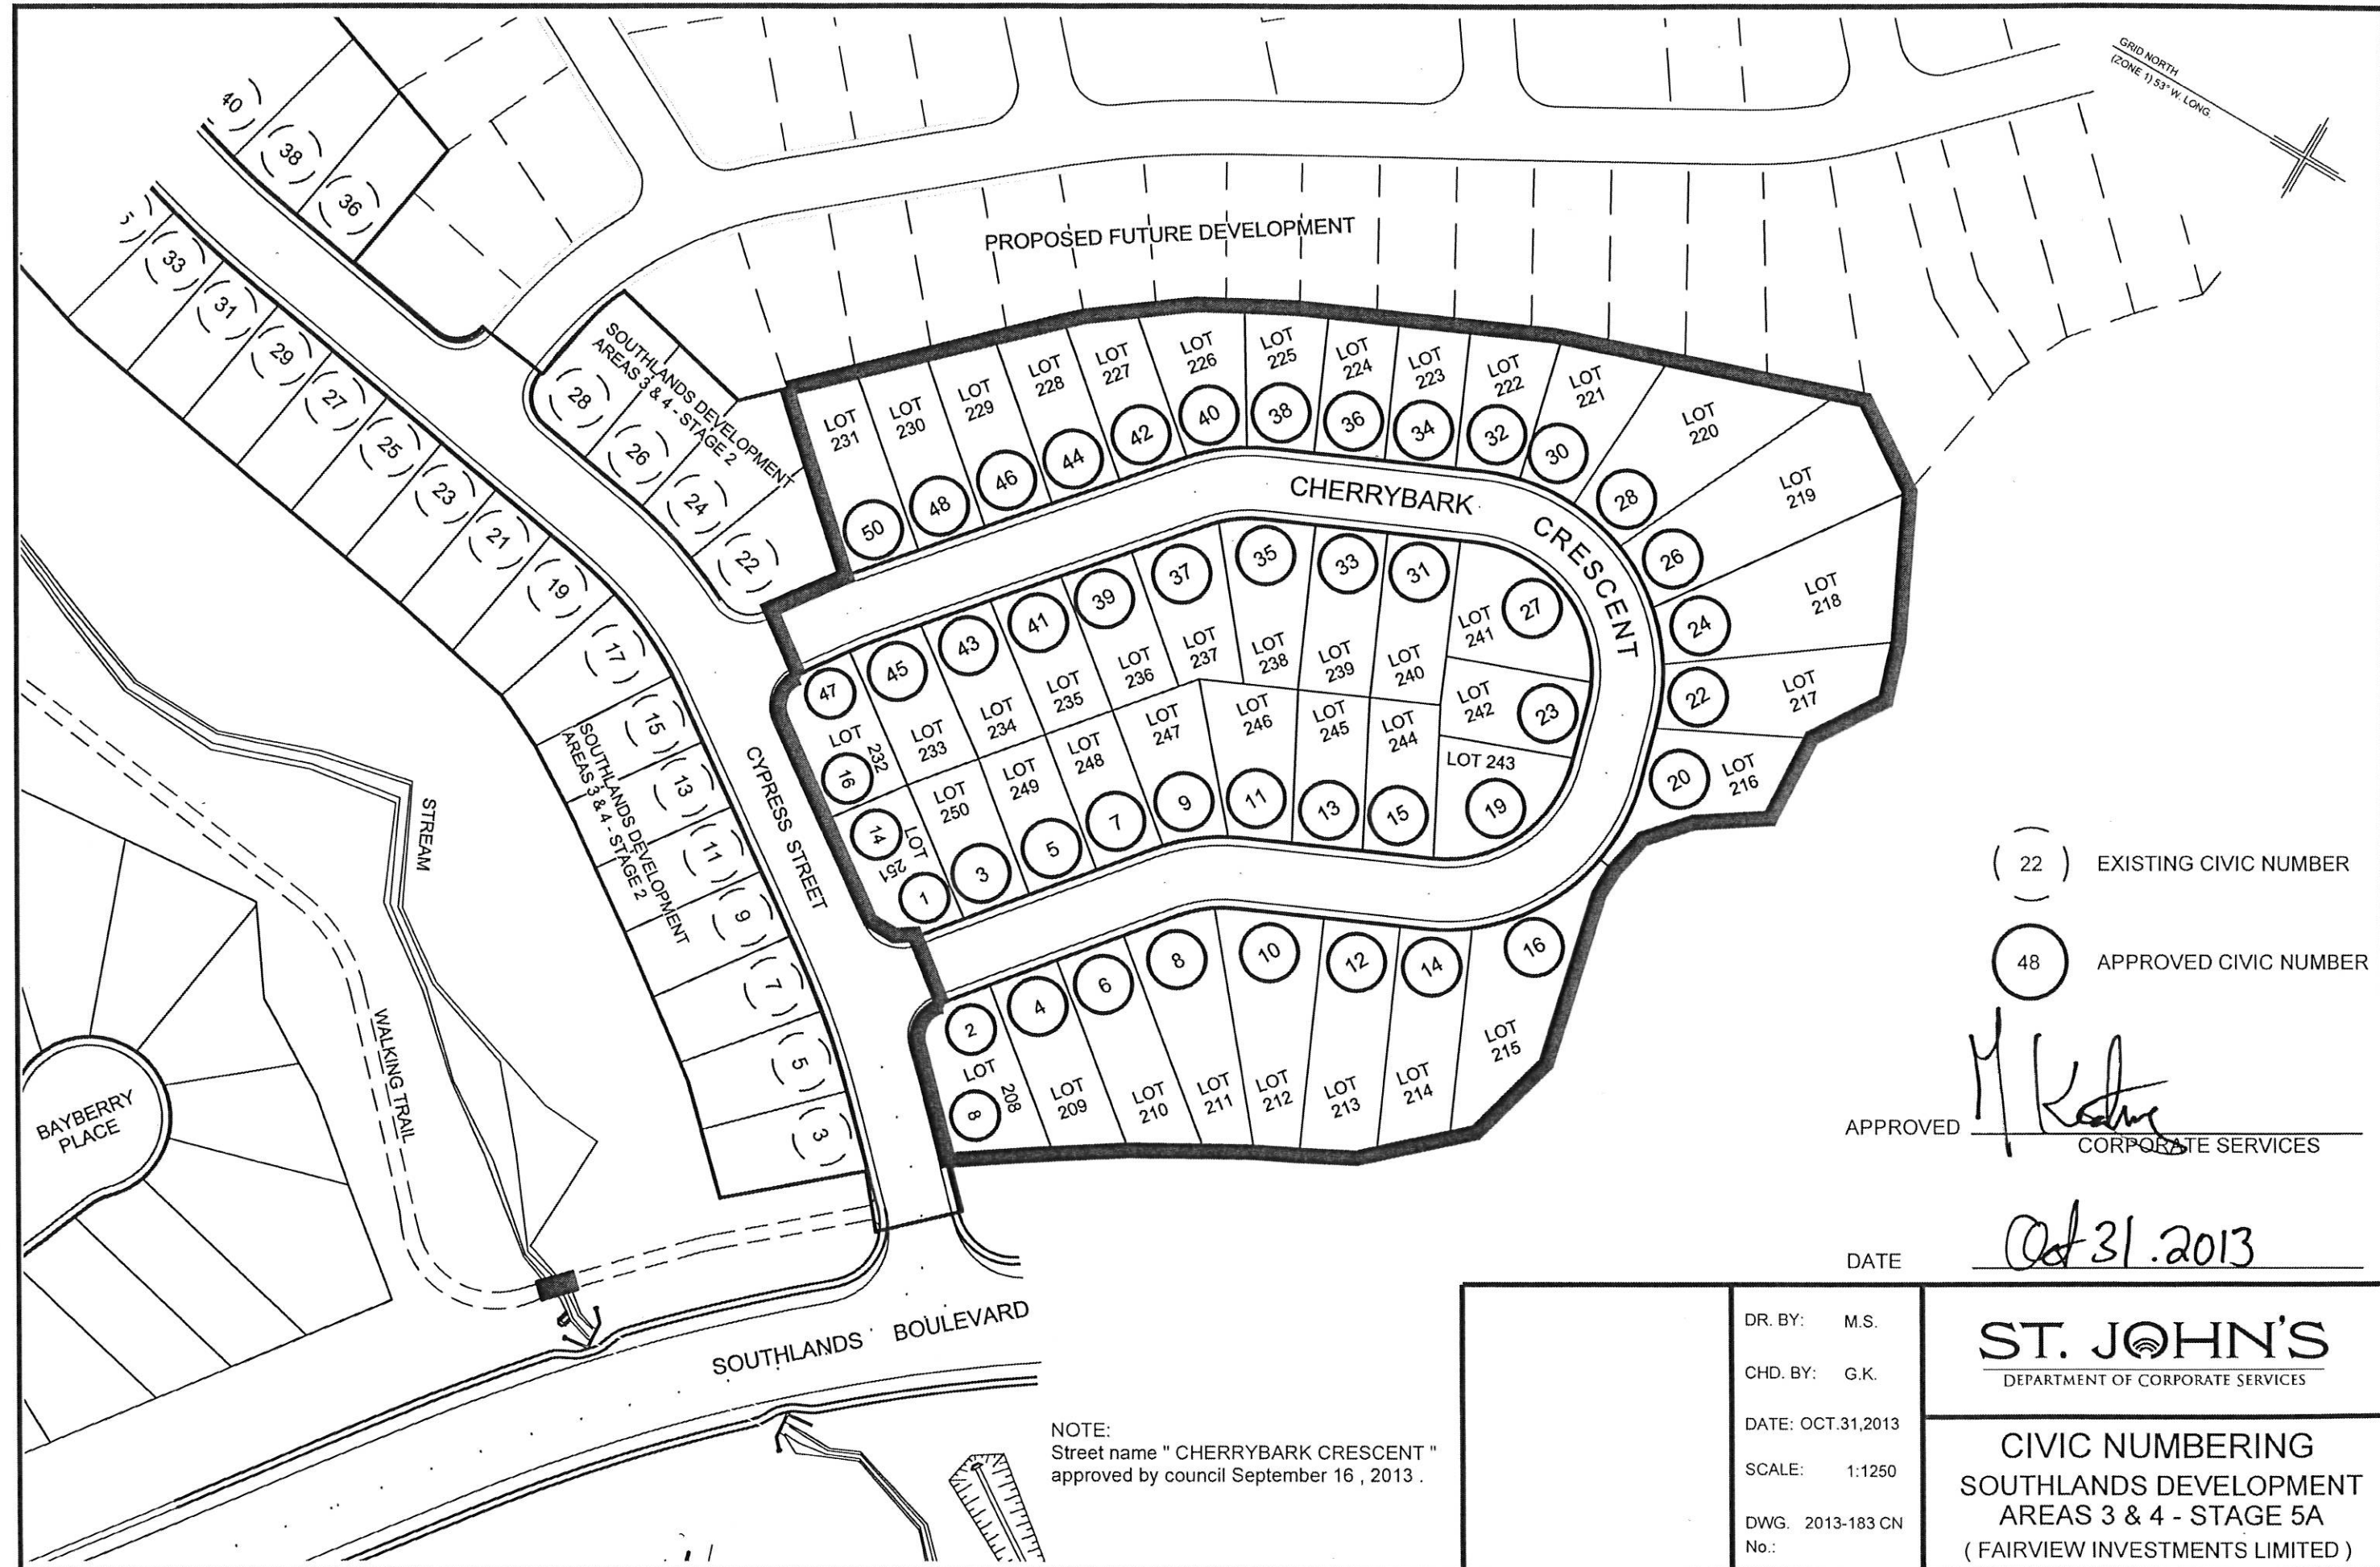 GRID NORTH
(ZONE 1) 53° W. LONG.
40
38
36
33
31
29
27
25
23
21
19
17
15
13
11
9
7
5
3
28
26
24
22
SOUTHLANDS DEVELOPMENT
AREAS 3 & 4 - STAGE 2
PROPOSED FUTURE DEVELOPMENT
LOT 231
LOT 230
LOT 229
LOT 228
LOT 227
LOT 226
LOT 225
LOT 224
LOT 223
LOT 222
LOT 221
LOT 220
LOT 219
LOT 218
LOT 217
LOT 216
50
48
46
44
42
40
38
36
34
32
30
28
26
24
22
20
CHERRYBARK CRESCENT
47
45
43
41
39
37
35
33
31
27
23
19
LOT 232
LOT 233
LOT 234
LOT 235
LOT 236
LOT 237
LOT 238
LOT 239
LOT 240
LOT 241
LOT 242
LOT 243
16
14
LOT 251
LOT 250
LOT 249
LOT 248
LOT 247
LOT 246
LOT 245
LOT 244
1
3
5
7
9
11
13
15
2
4
6
8
10
12
14
16
8
LOT 208
LOT 209
LOT 210
LOT 211
LOT 212
LOT 213
LOT 214
LOT 215
CYPRESS STREET
SOUTHLANDS DEVELOPMENT
AREAS 3 & 4 - STAGE 2
STREAM
WALKING TRAIL
BAYBERRY
PLACE
SOUTHLANDS BOULEVARD
22 EXISTING CIVIC NUMBER
48 APPROVED CIVIC NUMBER
APPROVED
CORPORATE SERVICES
DATE Oct 31.2013
NOTE:
Street name " CHERRYBARK CRESCENT "
approved by council September 16 , 2013 .
DR. BY: M.S.
CHD. BY: G.K.
DATE: OCT.31,2013
SCALE: 1:1250
DWG. 2013-183 CN
No.:
ST. JOHN'S
DEPARTMENT OF CORPORATE SERVICES
CIVIC NUMBERING
SOUTHLANDS DEVELOPMENT
AREAS 3 & 4 - STAGE 5A
( FAIRVIEW INVESTMENTS LIMITED )